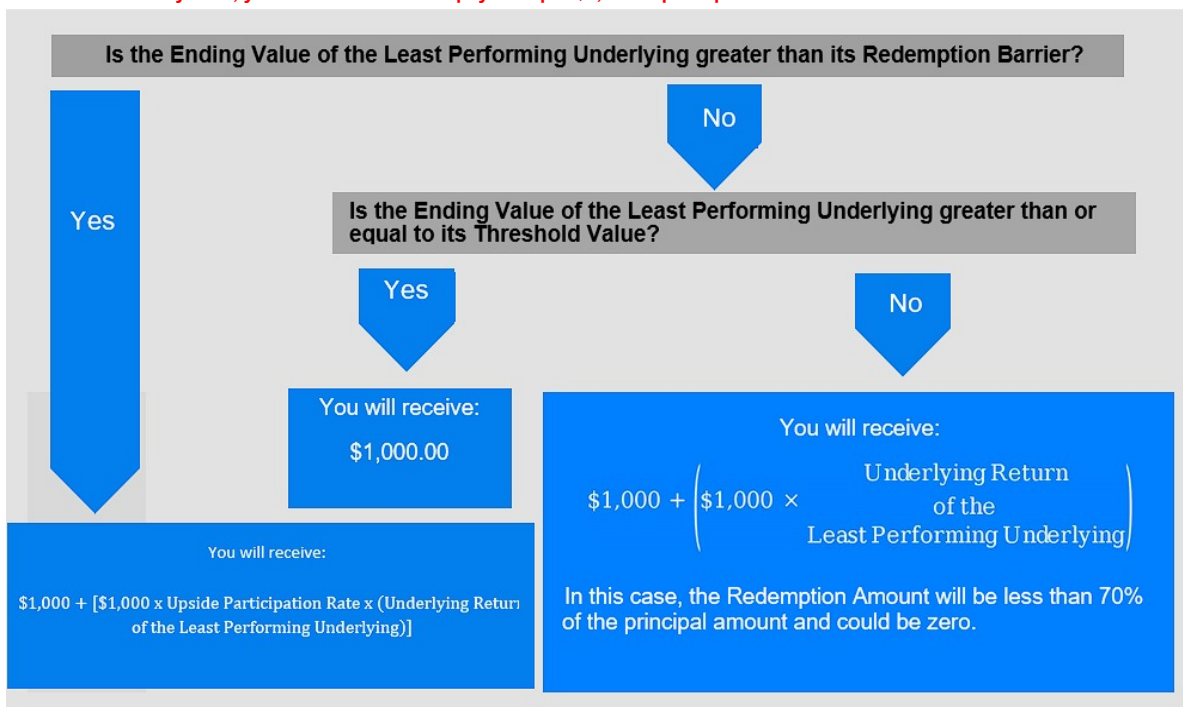 Is the Ending Value of the Least Performing Underlying greater than its Redemption Barrier?
No
Yes
Is the Ending Value of the Least Performing Underlying greater than or
equal to its Threshold Value?
Yes
No
You will receive:
$1,000.00
You will receive:
$1,000 + ($1,000 × Underlying Return
of the
Least Performing Underlying)
In this case, the Redemption Amount will be less than 70%
of the principal amount and could be zero.
You will receive:
$1,000 + [$1,000 x Upside Participation Rate x (Underlying Return
of the Least Performing Underlying)]